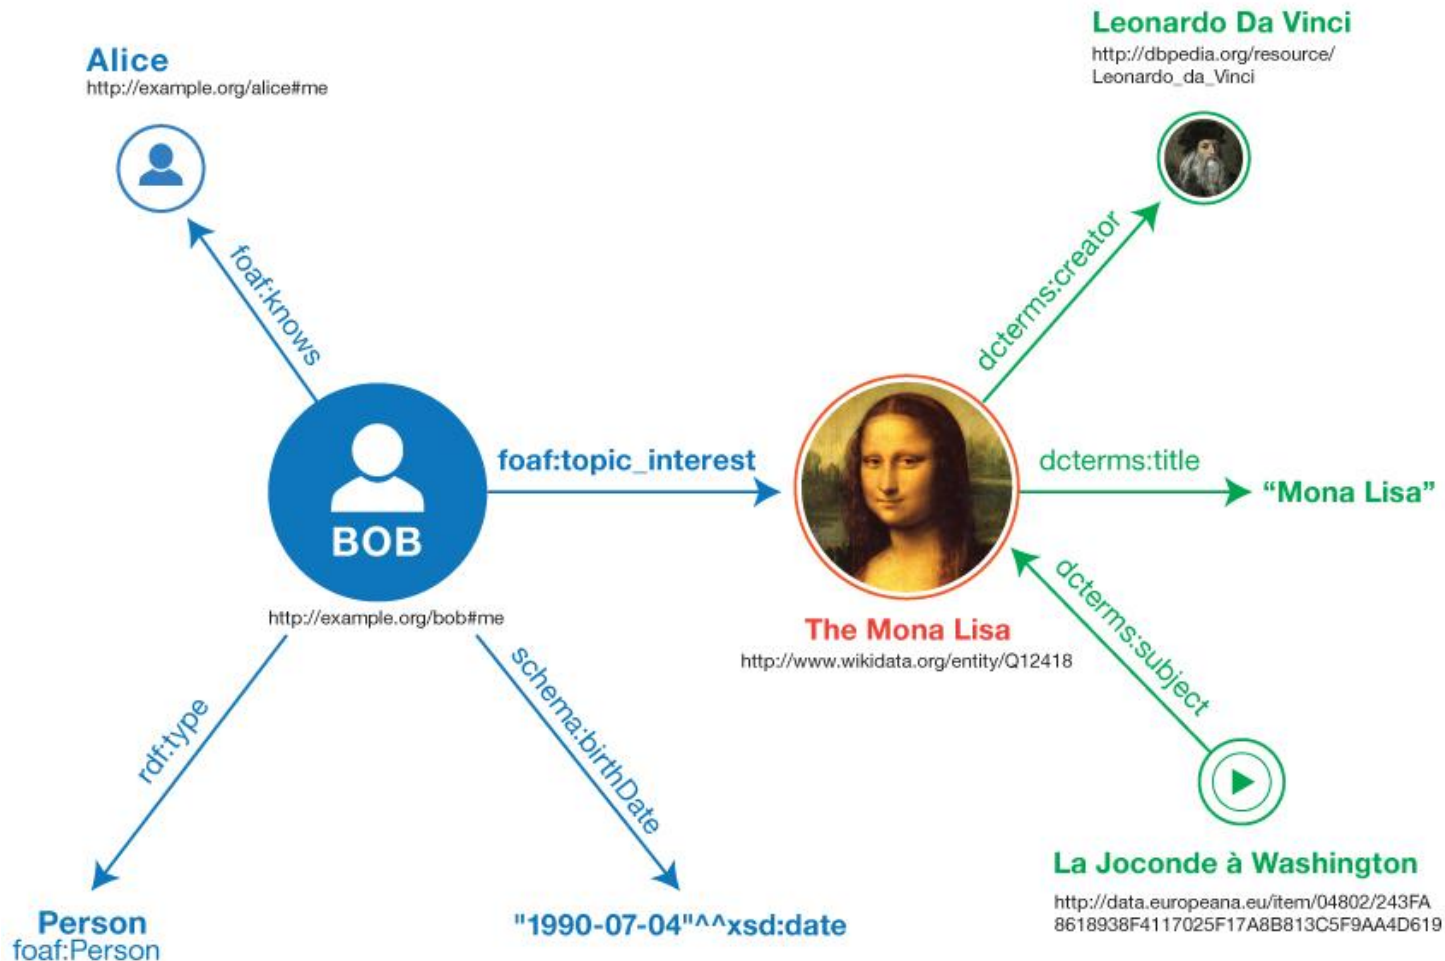 Leonardo Da Vinci
http://dbpedia.org/resource/
Leonardo_da_Vinci
Alice
http://example.org/alice#me
foaf:knows
dcterms:creator
foaf:topic_interest
dcterms:title
“Mona Lisa”
BOB
http://example.org/bob#me
The Mona Lisa
http://www.wikidata.org/entity/Q12418
dcterms:subject
rdf:type
schema:birthDate
La Joconde à Washington
http://data.europeana.eu/item/04802/243FA
8618938F4117025F17A8B813C5F9AA4D619
Person
foaf:Person
"1990-07-04"^^xsd:date